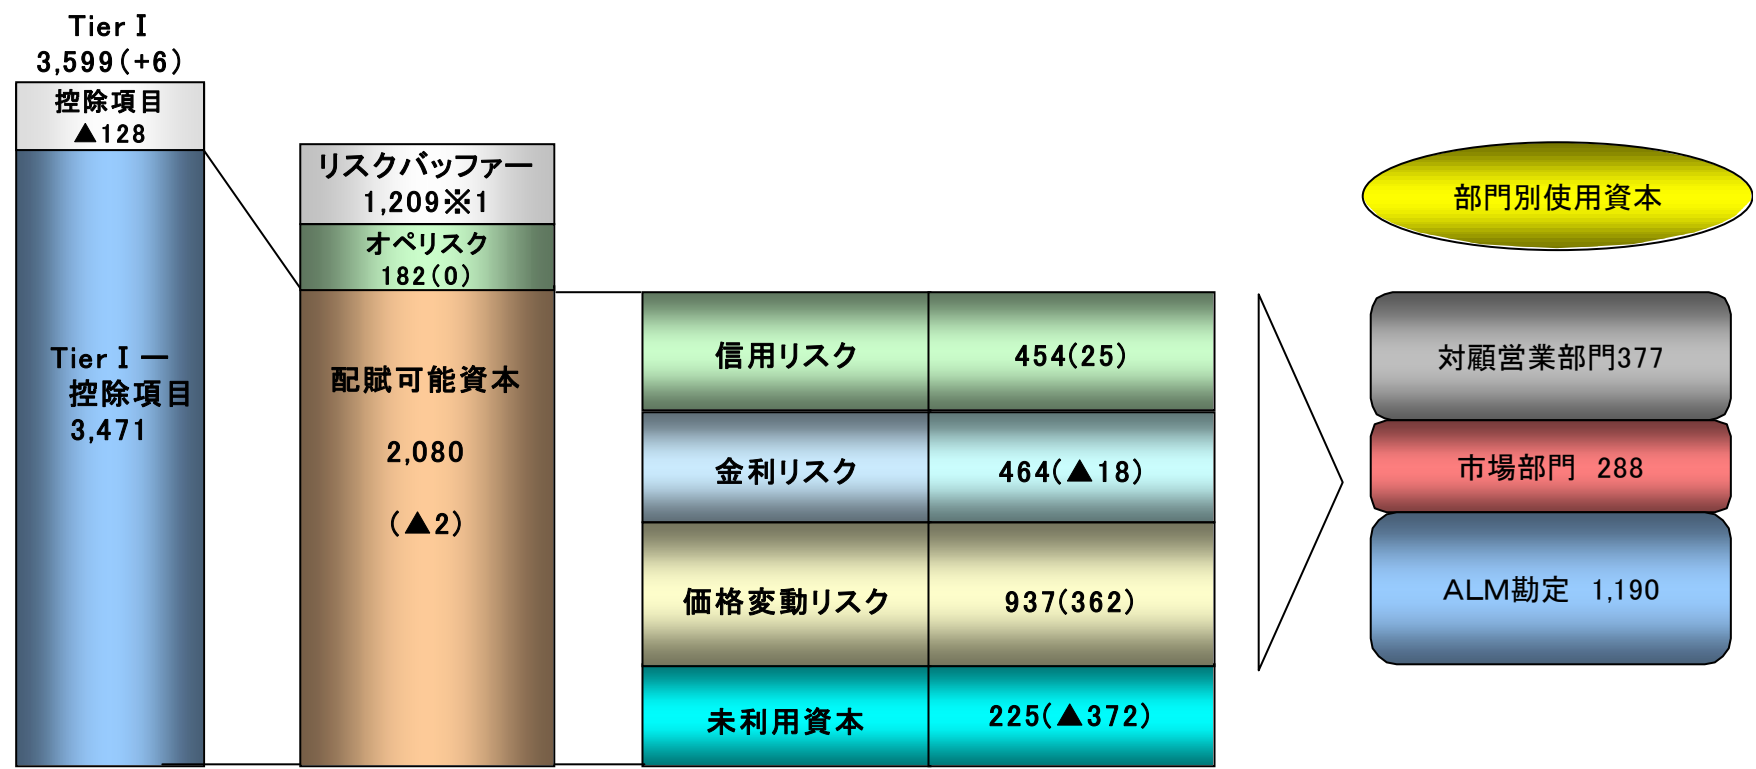 Tier Ⅰ
3,599(+6)
控除項目
▲128
Tier Ⅰ ー
控除項目
3,471
リスクバッファー
1,209※1
オペリスク
182(0)
配賦可能資本
2,080
(▲2)
信用リスク 454(25)
金利リスク 464(▲18)
価格変動リスク 937(362)
未利用資本 225(▲372)
部門別使用資本
対顧営業部門377
市場部門 288
ALM勘定 1,190